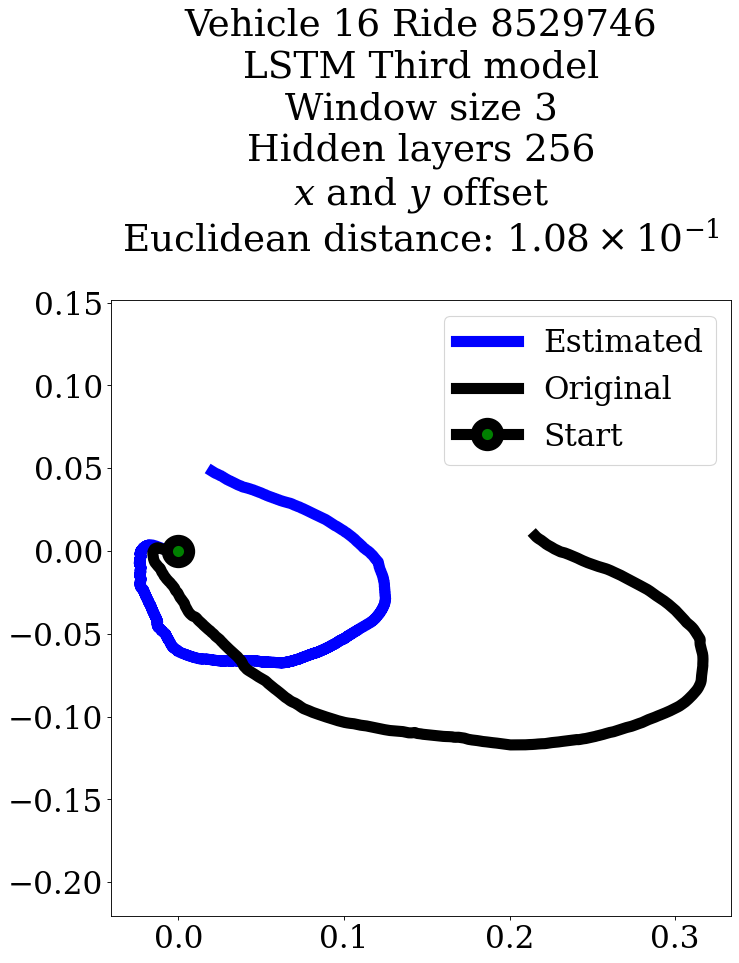 Vehicle 16 Ride 8529746
LSTM Third model
Window size 3
Hidden layers 256
x and y offset
Euclidean distance: 1.08 × 10⁻¹
Estimated
Original
Start
0.15
0.10
0.05
0.00
−0.05
−0.10
−0.15
−0.20
0.0 0.1 0.2 0.3